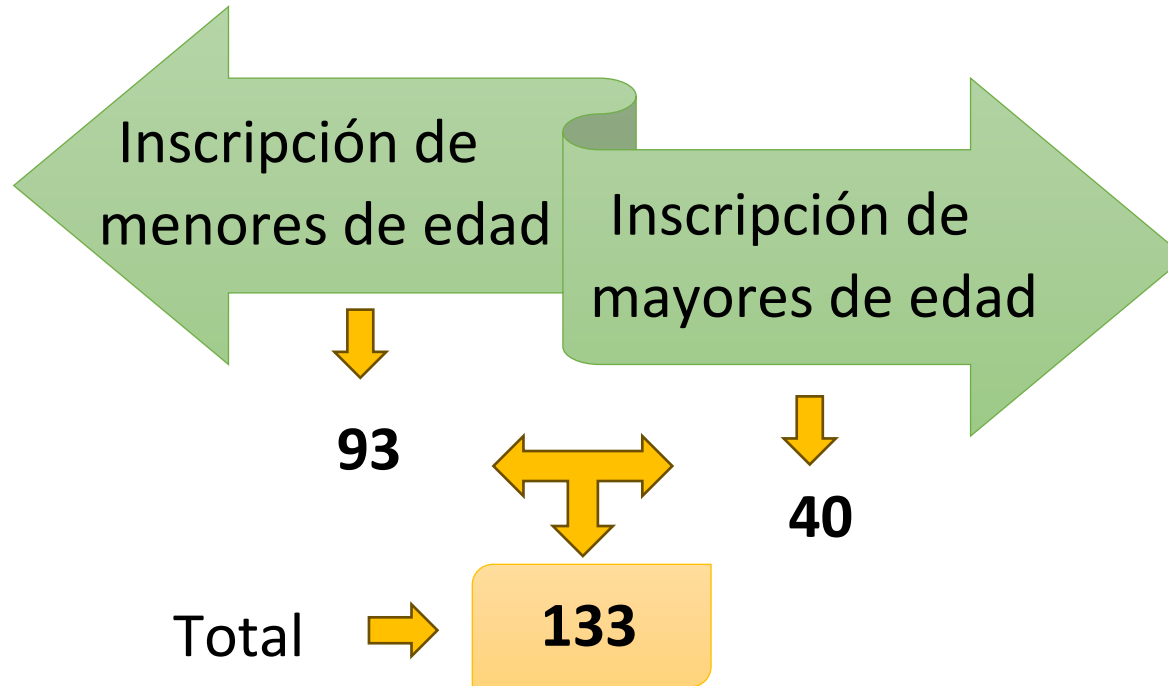 Inscripción de
menores de edad
Inscripción de
mayores de edad
93
40
Total
133